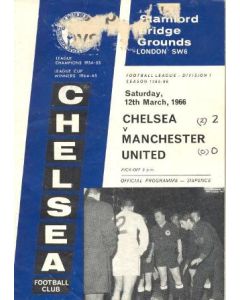 Stamford
Bridge
Grounds
LONDON SW6
LEAGUE
CHAMPIONS 1954-55
LEAGUE CUP
WINNERS 1964-65
FOOTBALL LEAGUE - DIVISION 1
SEASON 1965-66
Saturday,
12th March, 1966
CHELSEA (2) 2
v
MANCHESTER
UNITED (0) 0
KICK-OFF 3 p.m.
OFFICIAL PROGRAMME - SIXPENCE
CHELSEA
FOOTBALL
CLUB